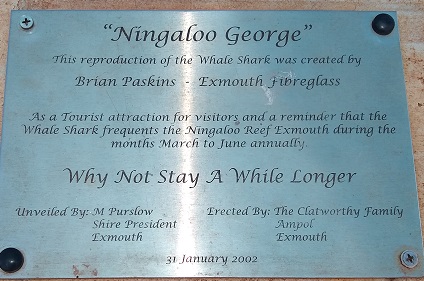 "Ningaloo George"
This reproduction of the Whale Shark was created by
Brian Paskins - Exmouth Fibreglass
As a Tourist attraction for visitors and a reminder that the
Whale Shark frequents the Ningaloo Reef Exmouth during the
months March to June annually.
Why Not Stay A While Longer
Unveiled By: M Purslow
Shire President
Exmouth
Erected By: The Clatworthy Family
Ampol
Exmouth
31 January 2002